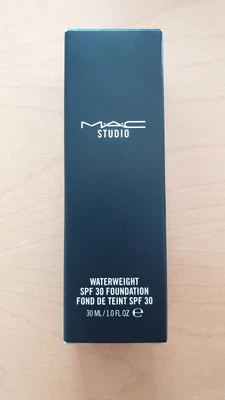 MAC
STUDIO
WATERWEIGHT
SPF 30 FOUNDATION
FOND DE TEINT SPF 30
30 ML / 1.0 FL OZ ℮